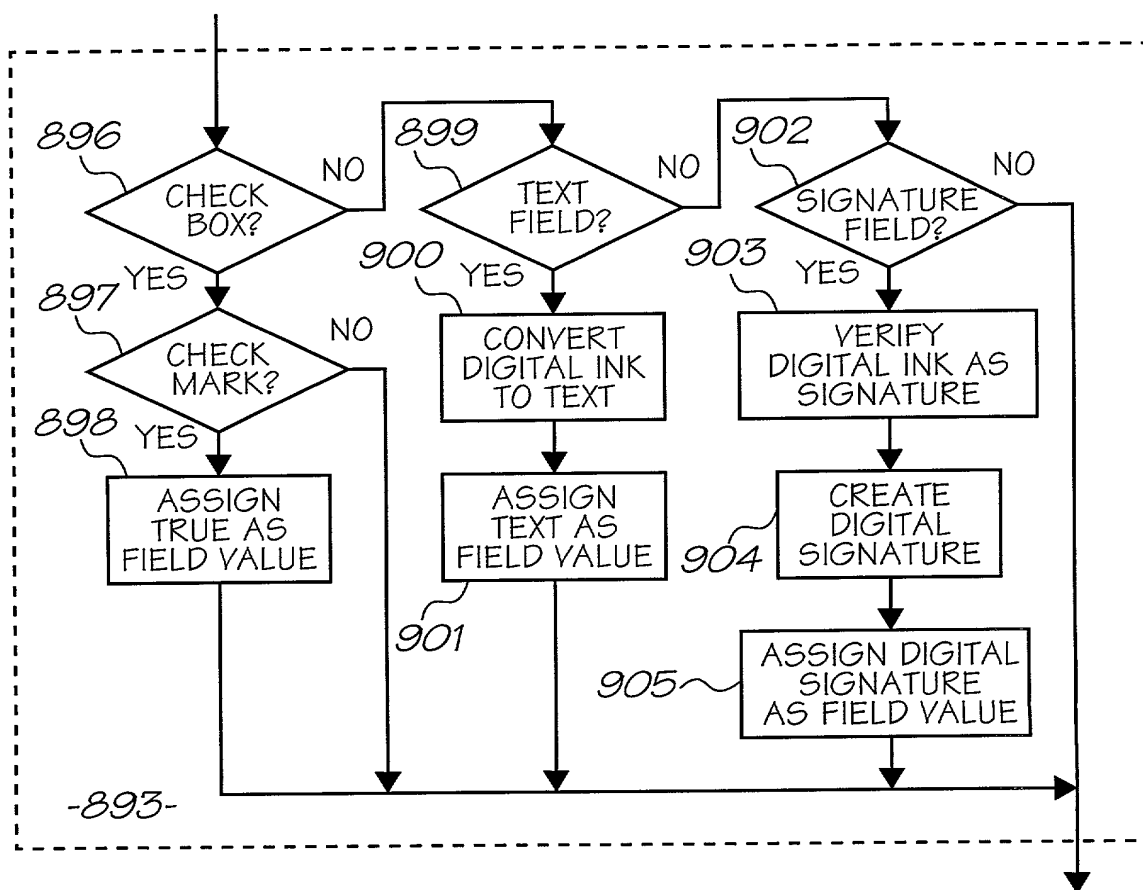 896
CHECK
BOX?
NO
YES
897
CHECK
MARK?
NO
YES
898
ASSIGN
TRUE AS
FIELD VALUE
899
TEXT
FIELD?
NO
YES
900
CONVERT
DIGITAL INK
TO TEXT
ASSIGN
TEXT AS
FIELD VALUE
901
902
SIGNATURE
FIELD?
NO
YES
903
VERIFY
DIGITAL INK AS
SIGNATURE
CREATE
DIGITAL
SIGNATURE
904
ASSIGN DIGITAL
SIGNATURE
AS FIELD VALUE
905
-893-